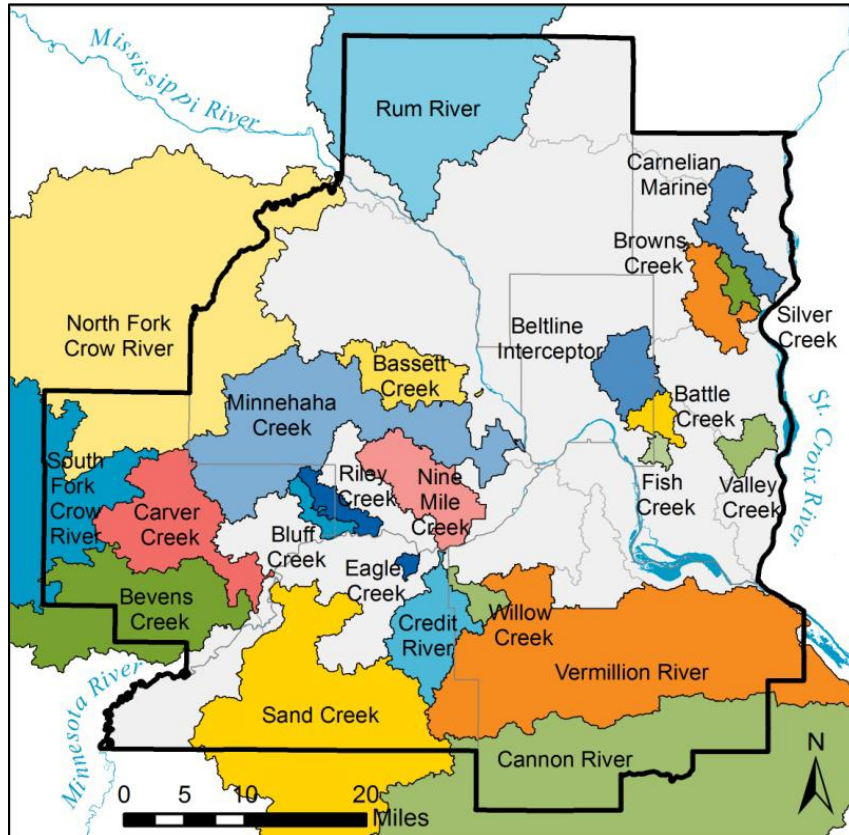 Mississippi River
Rum River
Carnelian
Marine
Browns
Creek
Silver
Creek
North Fork
Crow River
Beltline
Interceptor
Bassett
Creek
Minnehaha
Creek
Battle
Creek
St. Croix River
South
Fork
Crow
River
Carver
Creek
Riley
Creek
Nine
Mile
Creek
Fish
Creek
Valley
Creek
Bluff
Creek
Eagle
Creek
Bevens
Creek
Credit
River
Willow
Creek
Vermillion River
Minnesota River
Sand Creek
Cannon River
N
0 5 10 20
Miles